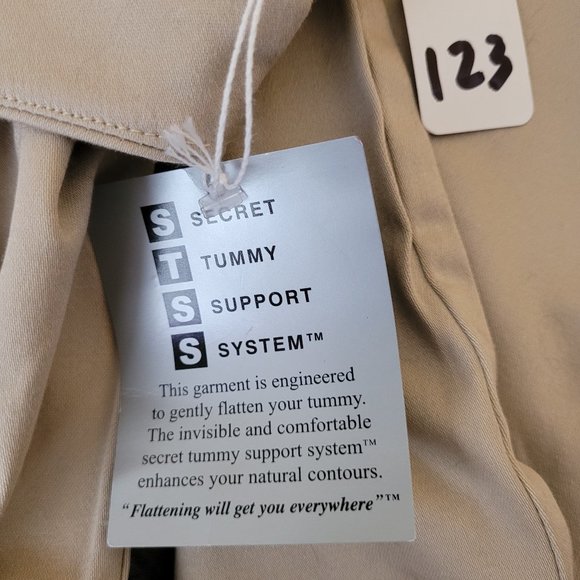 123
S SECRET
T TUMMY
S SUPPORT
S SYSTEM™
This garment is engineered
to gently flatten your tummy.
The invisible and comfortable
secret tummy support system™
enhances your natural contours.
“Flattening will get you everywhere”™